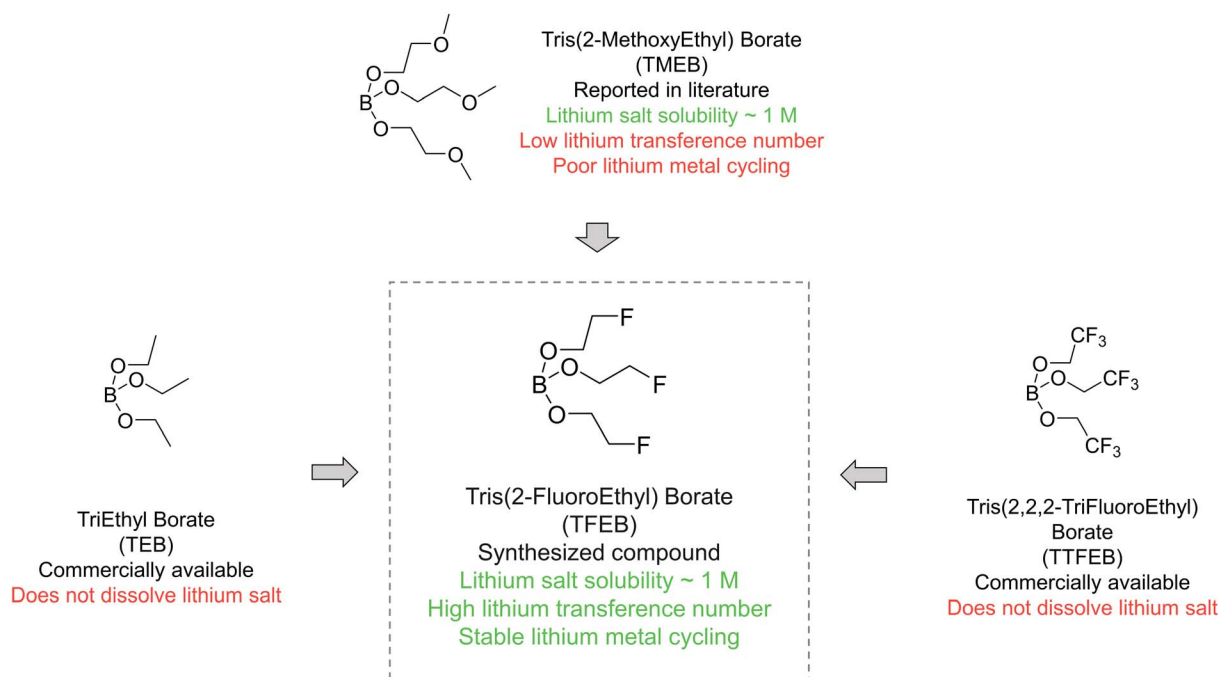 O
O
O
B
O
O
O
Tris(2-MethoxyEthyl) Borate
(TMEB)
Reported in literature
Lithium salt solubility ~ 1 M
Low lithium transference number
Poor lithium metal cycling
O
O
B
O
TriEthyl Borate
(TEB)
Commercially available
Does not dissolve lithium salt
F
O
O
B
F
O
F
Tris(2-FluoroEthyl) Borate
(TFEB)
Synthesized compound
Lithium salt solubility ~ 1 M
High lithium transference number
Stable lithium metal cycling
CF3
O
O
CF3
B
O
CF3
Tris(2,2,2-TriFluoroEthyl)
Borate
(TTFEB)
Commercially available
Does not dissolve lithium salt